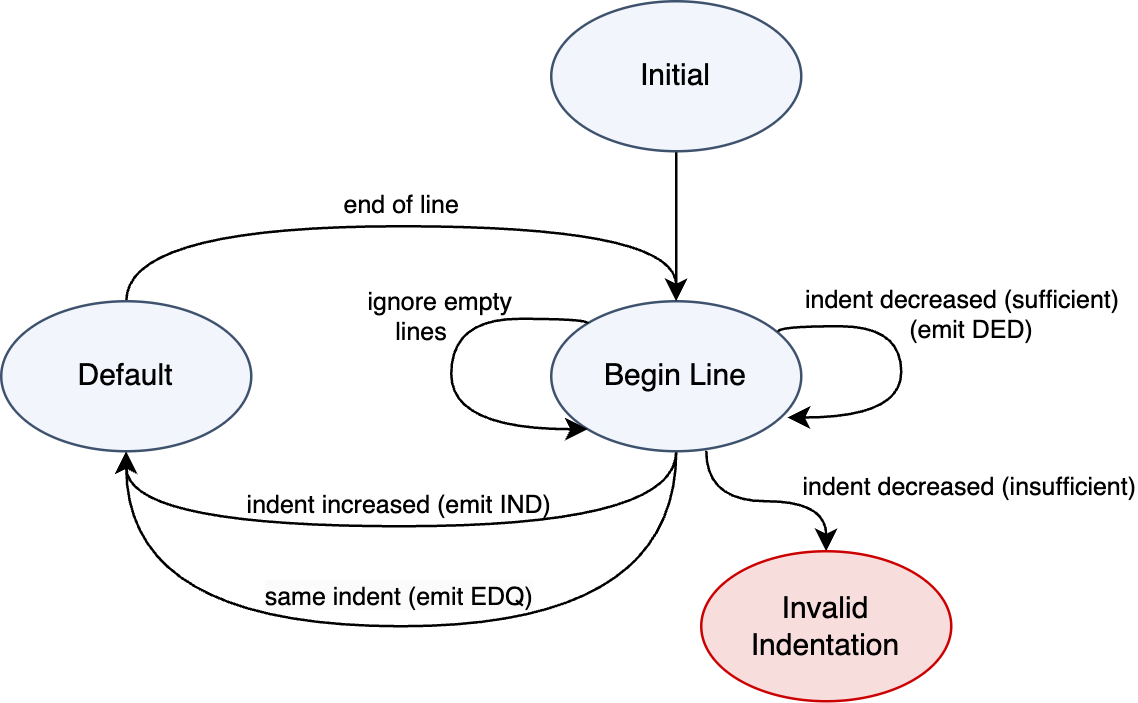 Initial
end of line
ignore empty
lines
indent decreased (sufficient)
(emit DED)
Default
Begin Line
indent increased (emit IND)
indent decreased (insufficient)
same indent (emit EDQ)
Invalid
Indentation